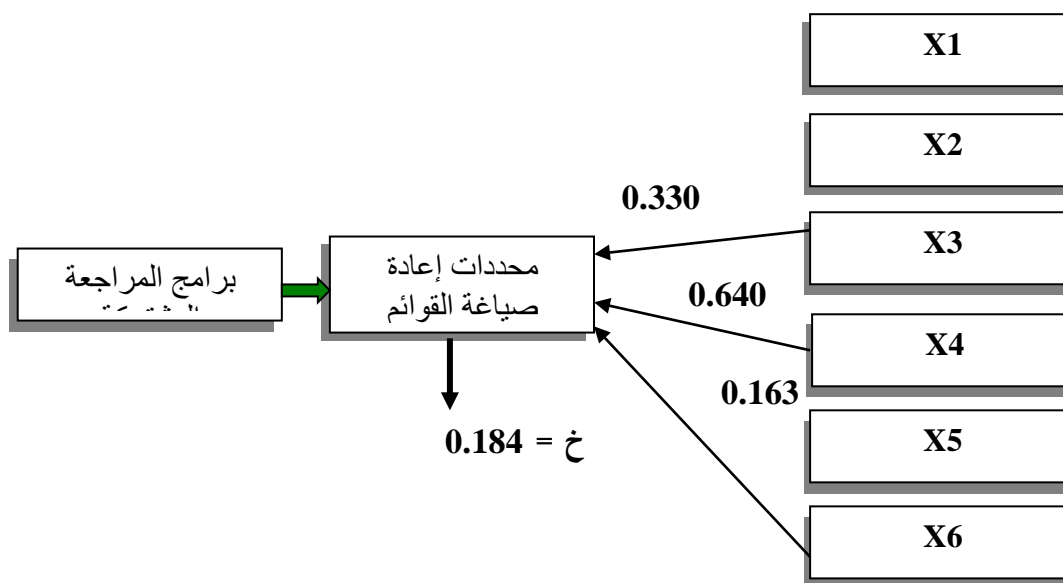 X1
X2
0.330
X3
برامج المراجعة
محددات إعادة
صياغة القوائم
0.640
X4
0.163
0.184 = خ
X5
X6